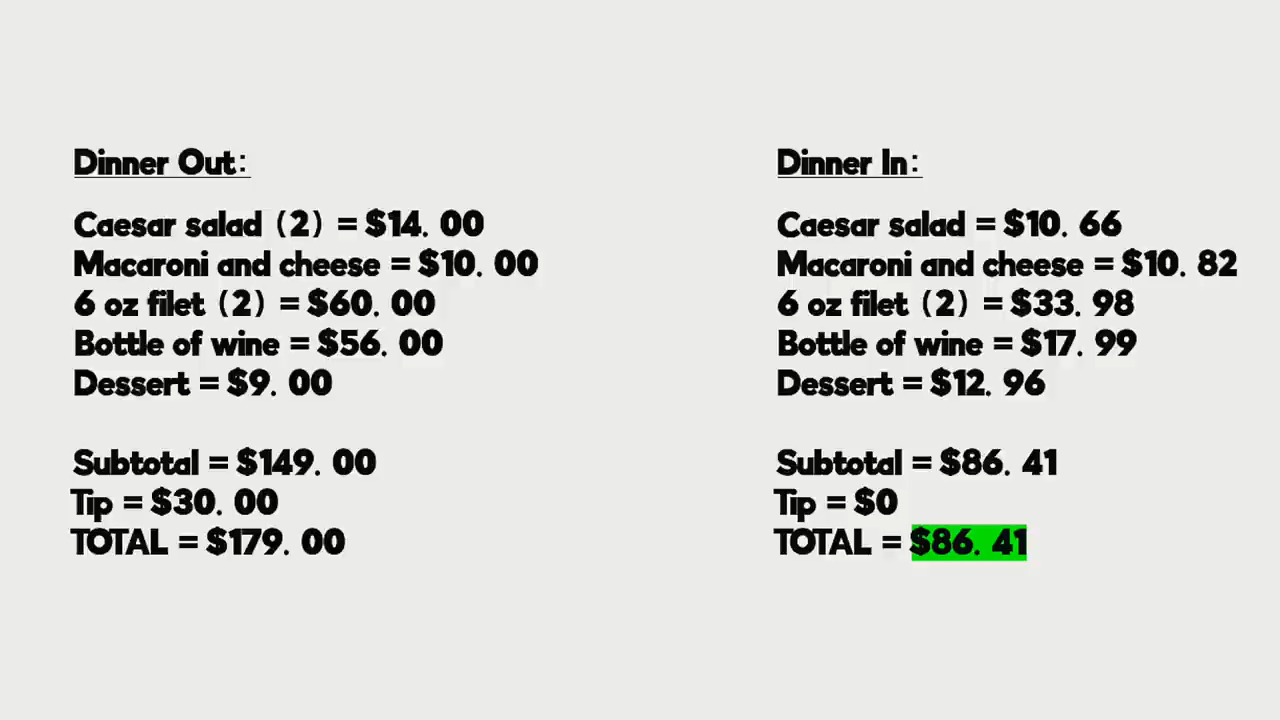 Dinner Out:
Caesar salad (2) = $14. 00
Macaroni and cheese = $10. 00
6 oz filet (2) = $60. 00
Bottle of wine = $56. 00
Dessert = $9. 00
Subtotal = $149. 00
Tip = $30. 00
TOTAL = $179. 00
Dinner In:
Caesar salad = $10. 66
Macaroni and cheese = $10. 82
6 oz filet (2) = $33. 98
Bottle of wine = $17. 99
Dessert = $12. 96
Subtotal = $86. 41
Tip = $0
TOTAL = $86. 41